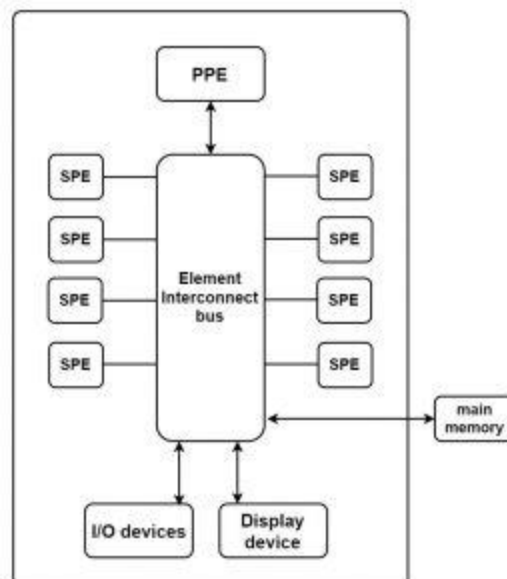 PPE
SPE
SPE
SPE
SPE
SPE
SPE
SPE
SPE
Element
Interconnect
bus
main
memory
I/O devices
Display
device